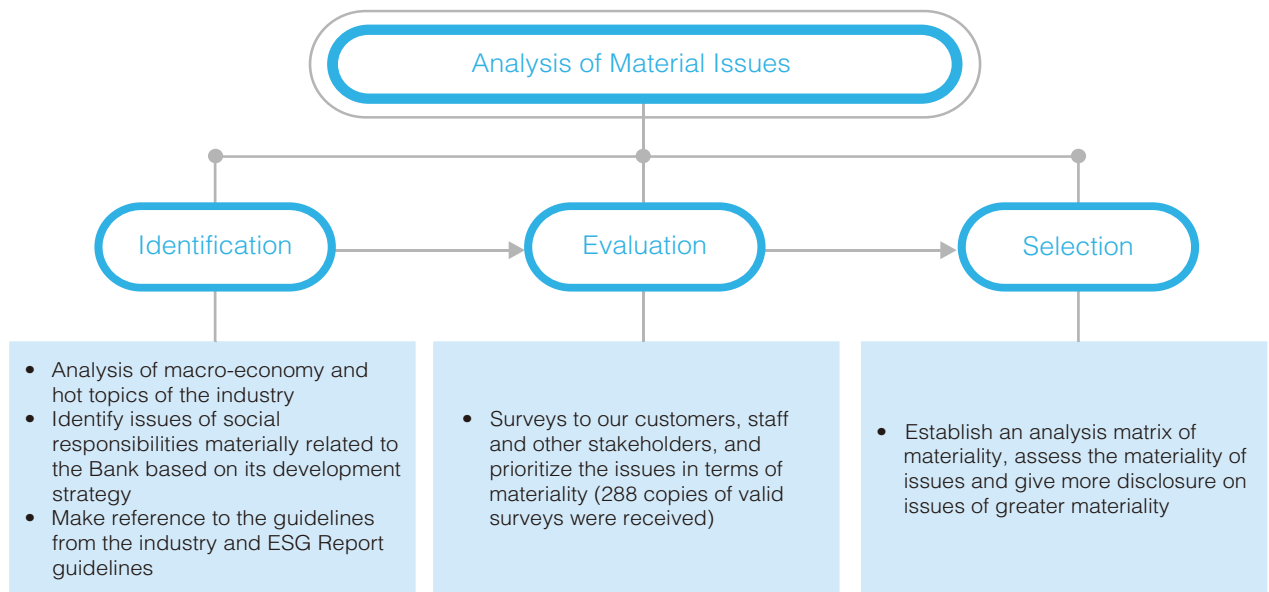 Analysis of Material Issues
Identification
Evaluation
Selection
• Analysis of macro-economy and
hot topics of the industry
• Identify issues of social
responsibilities materially related to
the Bank based on its development
strategy
• Make reference to the guidelines
from the industry and ESG Report
guidelines
• Surveys to our customers, staff
and other stakeholders, and
prioritize the issues in terms of
materiality (288 copies of valid
surveys were received)
• Establish an analysis matrix of
materiality, assess the materiality of
issues and give more disclosure on
issues of greater materiality